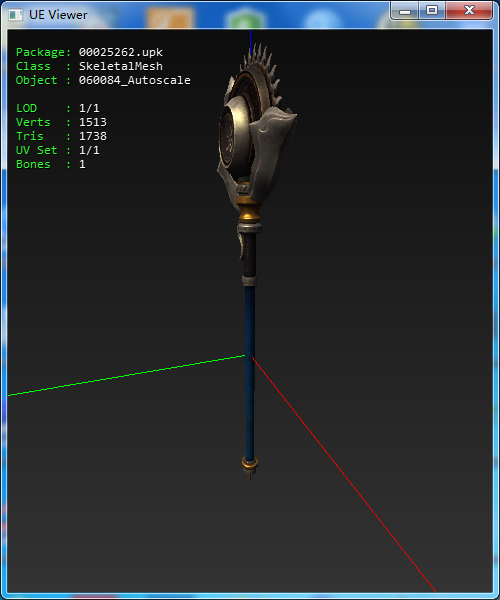 UE Viewer
Package: 00025262.upk
Class  : SkeletalMesh
Object : 060084_Autoscale
LOD    : 1/1
Verts  : 1513
Tris   : 1738
UV Set : 1/1
Bones  : 1